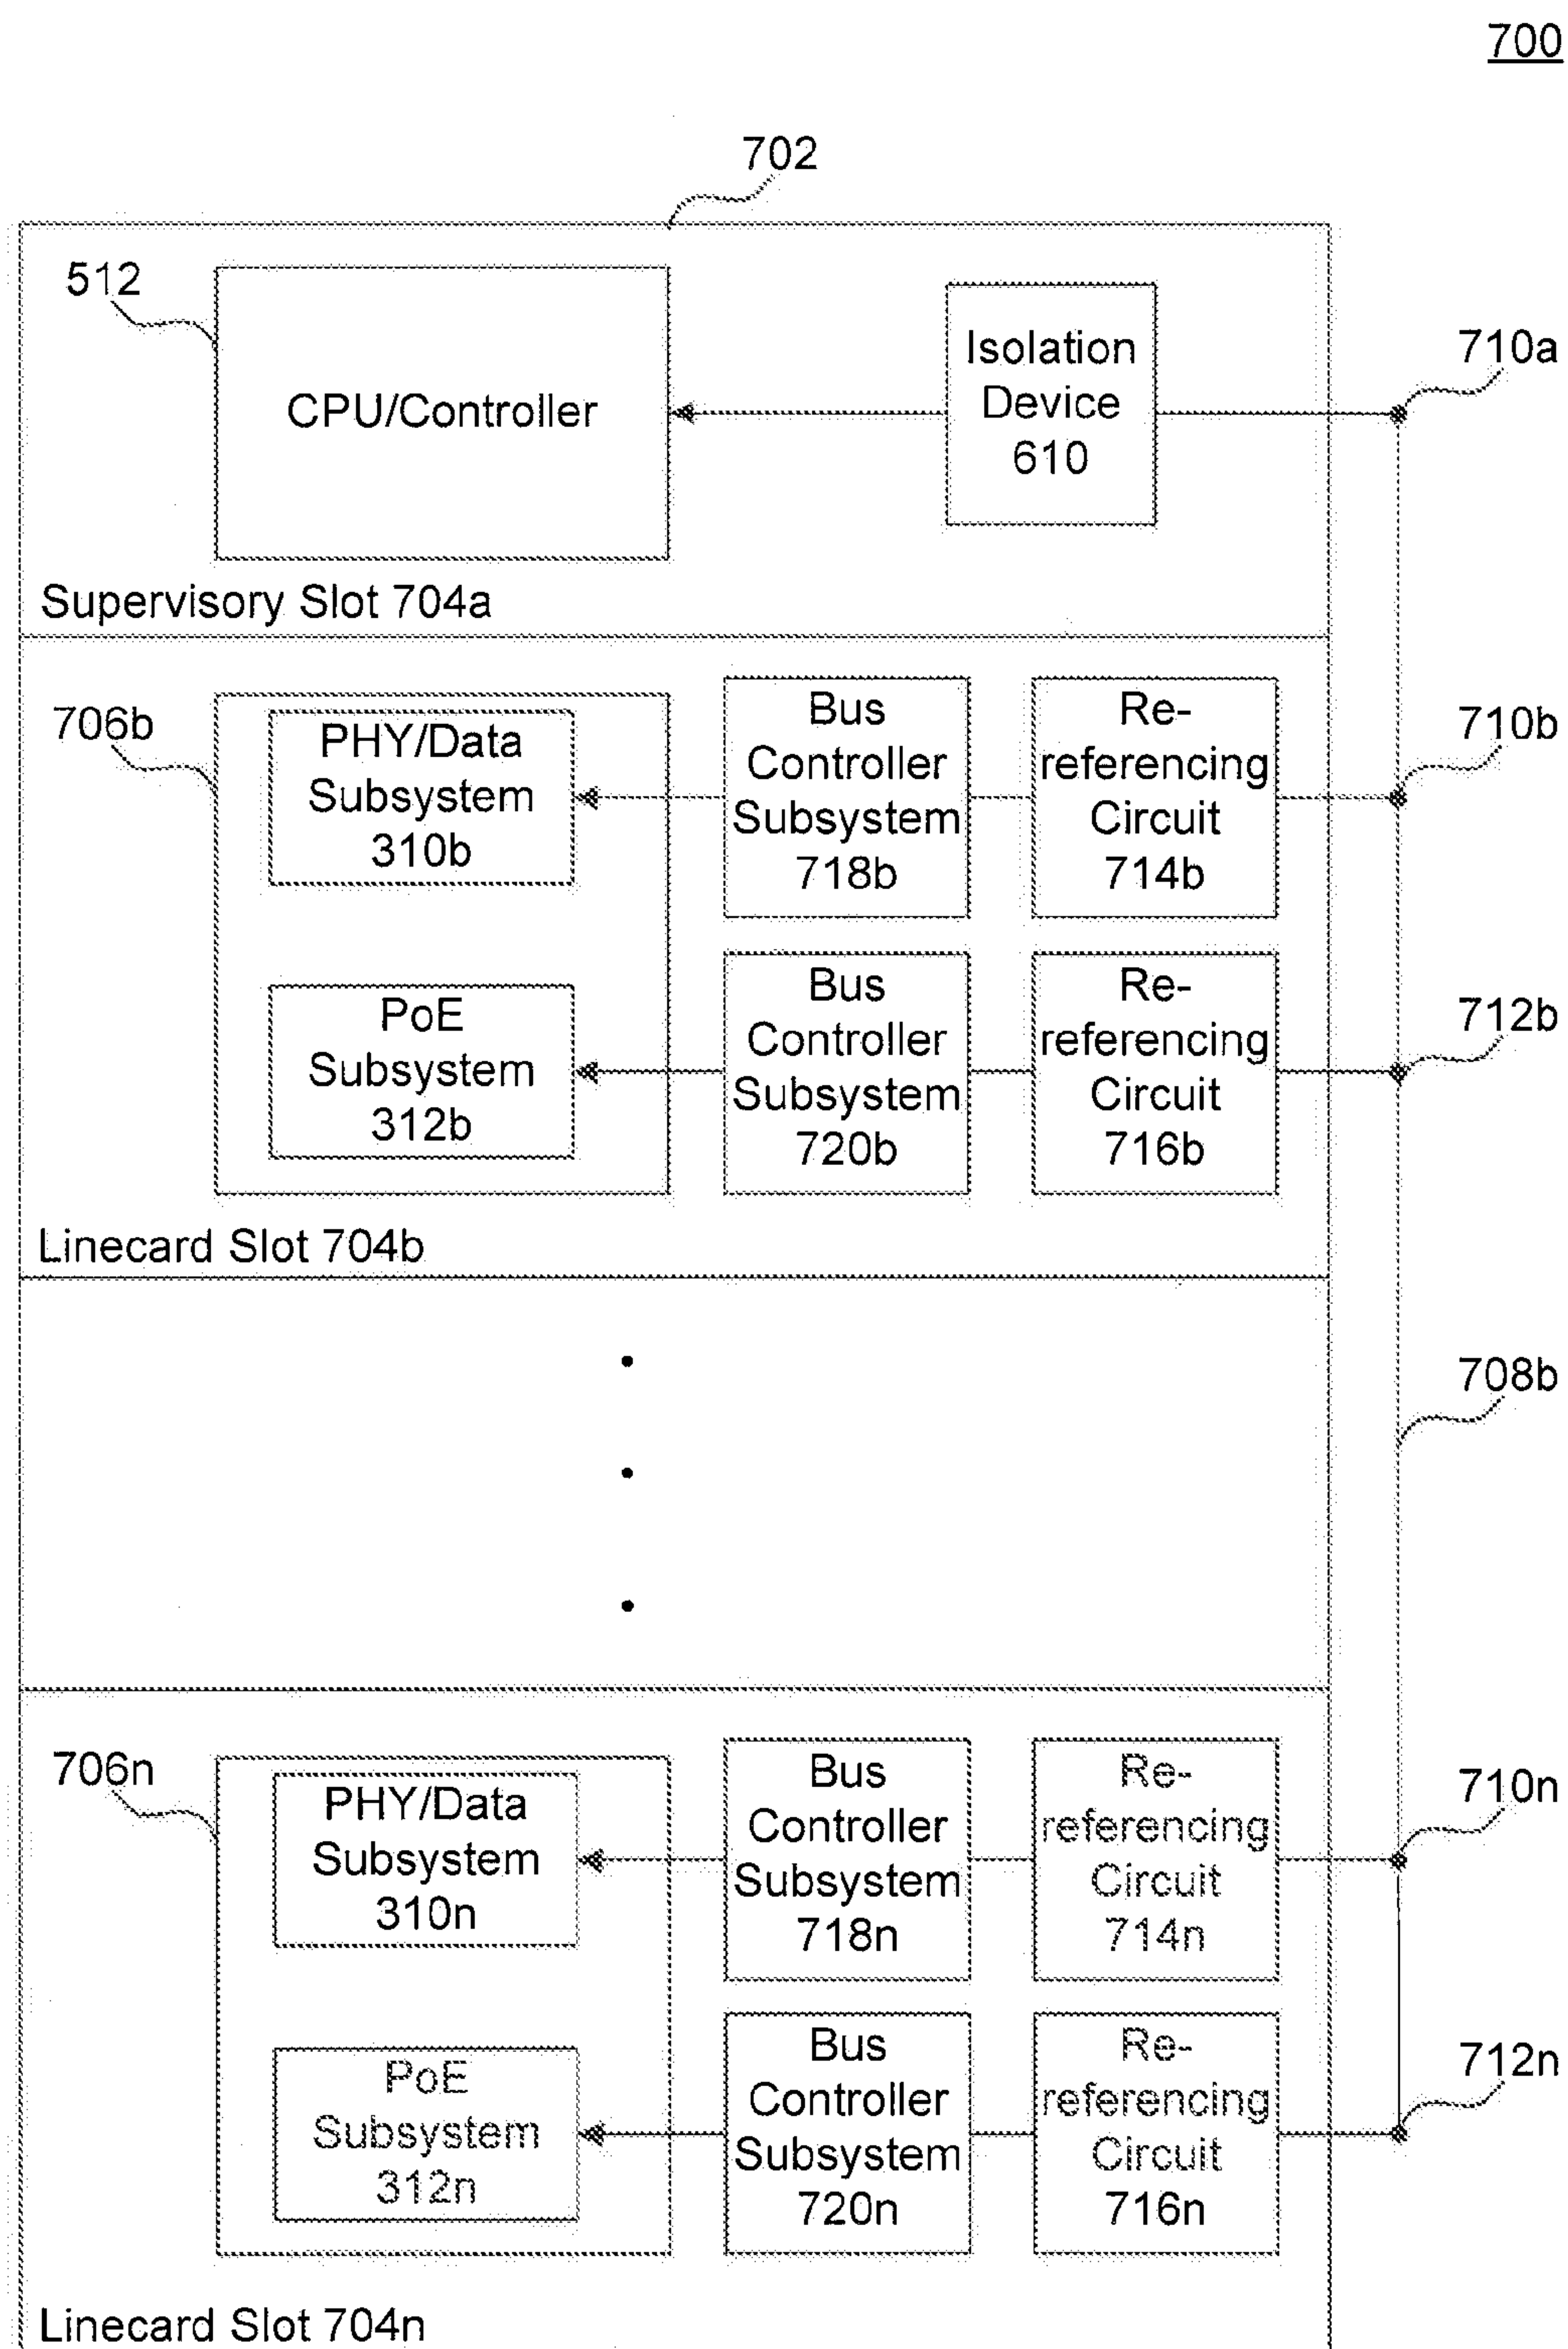 700
702
512
CPU/Controller
Isolation
Device
610
710a
Supervisory Slot 704a
706b
PHY/Data
Subsystem
310b
Bus
Controller
Subsystem
718b
Re-
referencing
Circuit
714b
710b
PoE
Subsystem
312b
Bus
Controller
Subsystem
720b
Re-
referencing
Circuit
716b
712b
Linecard Slot 704b
708b
706n
PHY/Data
Subsystem
310n
Bus
Controller
Subsystem
718n
Re-
referencing
Circuit
714n
710n
PoE
Subsystem
312n
Bus
Controller
Subsystem
720n
Re-
referencing
Circuit
716n
712n
Linecard Slot 704n